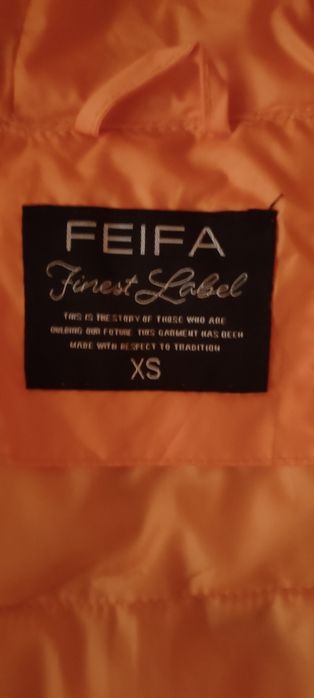 FEIFA
Finest Label
THIS IS THE STORY OF THOSE WHO ARE
GUILDING OUR FUTURE THIS GARMENT HAS BEEN
MADE WITH RESPECT TO TRADITION
XS